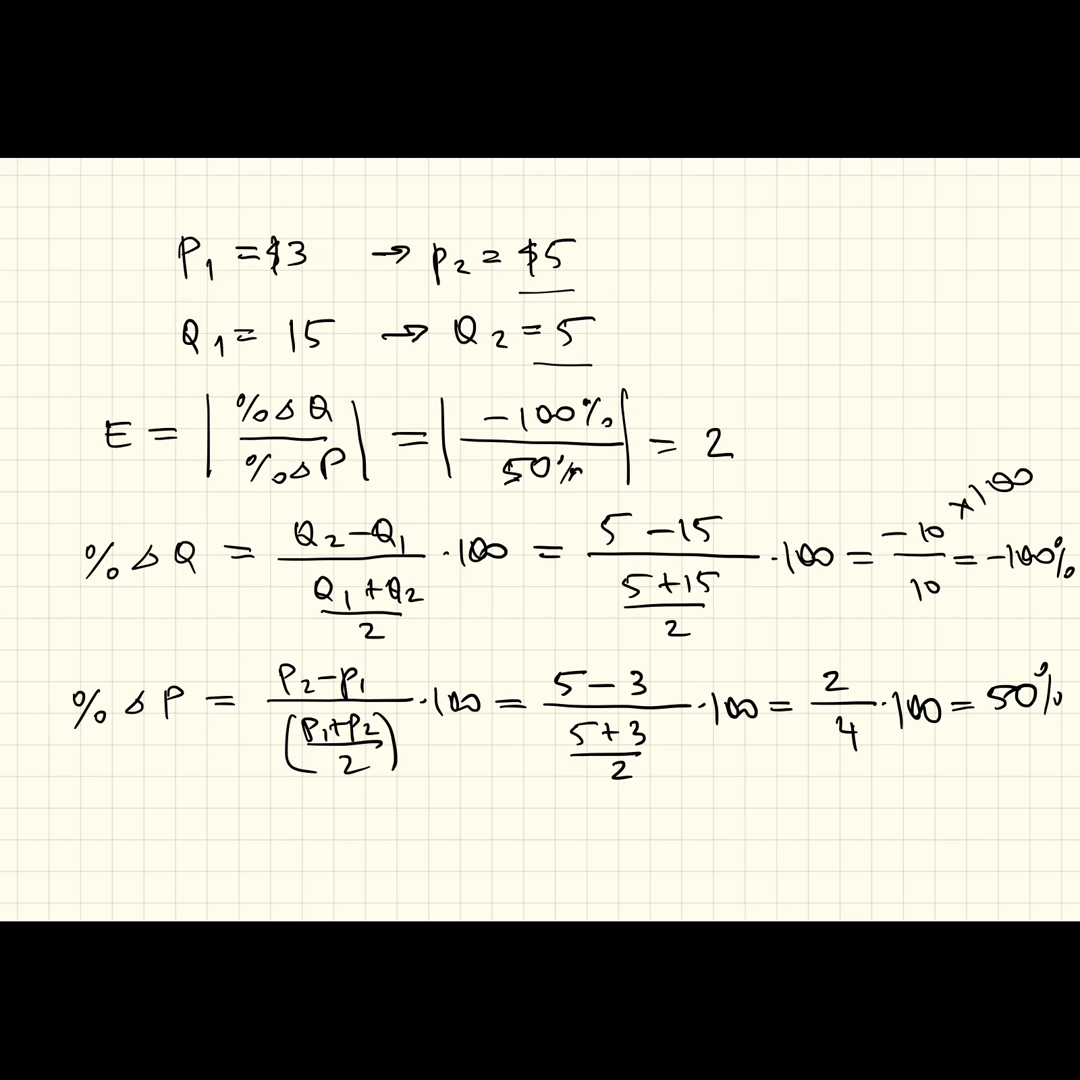 P₁ = $3 → P₂ = $5
Q₁ = 15 → Q₂ = 5
E = | %ΔQ / %ΔP | = | -100% / 50% | = 2
%ΔQ = (Q₂-Q₁) / ((Q₁+Q₂)/2) · 100 = (5-15) / ((5+15)/2) · 100 = -10/10 ×100 = -100%
%ΔP = (P₂-P₁) / ((P₁+P₂)/2) · 100 = (5-3) / ((5+3)/2) · 100 = 2/4 · 100 = 50%